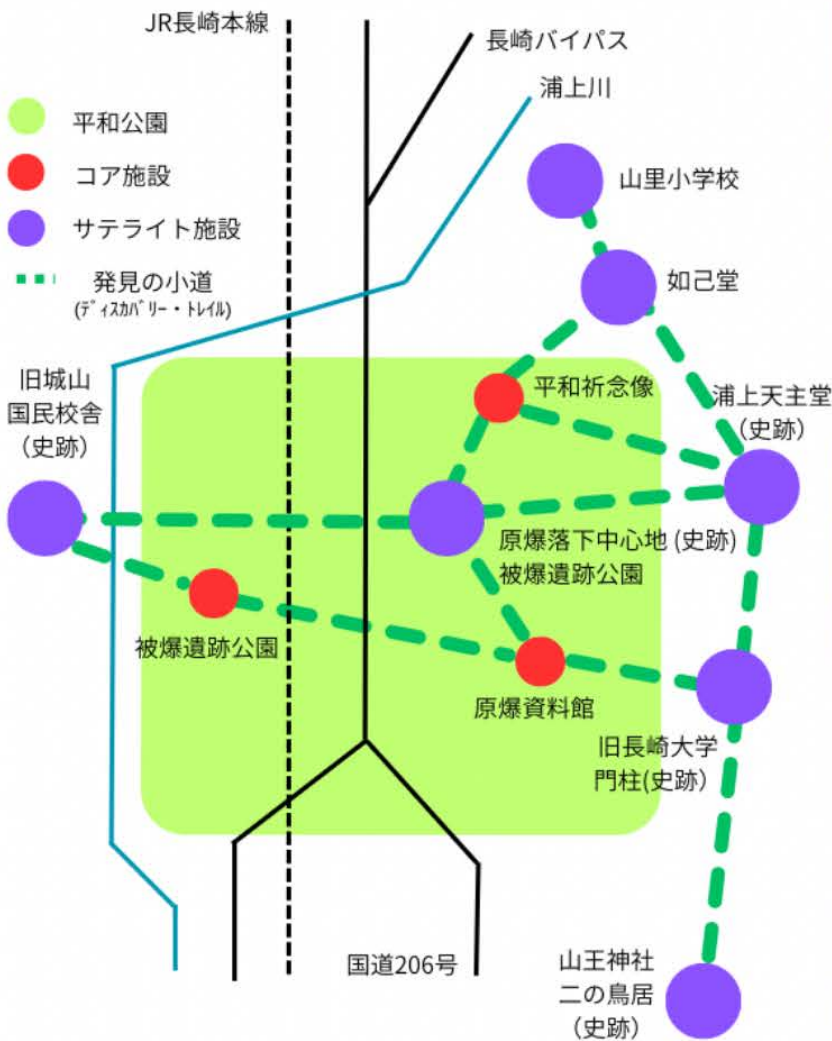 JR長崎本線
長崎バイパス
浦上川
平和公園
コア施設
サテライト施設
発見の小道
(ﾃﾞｨｽｶﾊﾞﾘｰ・ﾄﾚｲﾙ)
山里小学校
如己堂
旧城山
国民校舎
（史跡）
平和祈念像
浦上天主堂
（史跡）
原爆落下中心地 (史跡)
被爆遺跡公園
被爆遺跡公園
原爆資料館
旧長崎大学
門柱(史跡）
国道206号
山王神社
二の鳥居
（史跡）